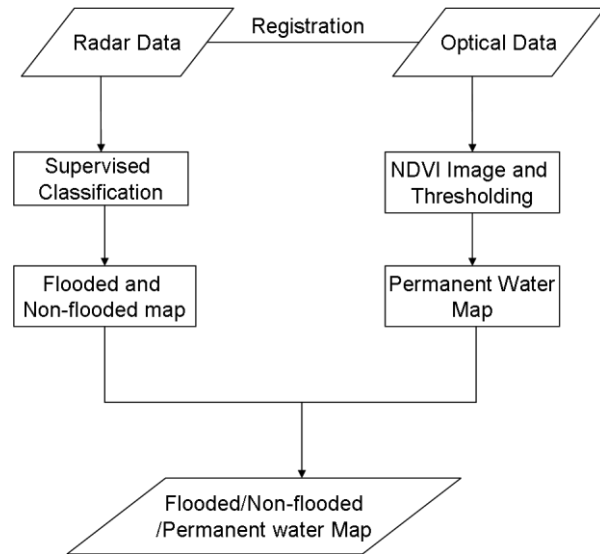 Radar Data
Registration
Optical Data
Supervised
Classification
NDVI Image and
Thresholding
Flooded and
Non-flooded map
Permanent Water
Map
Flooded/Non-flooded
/Permanent water Map